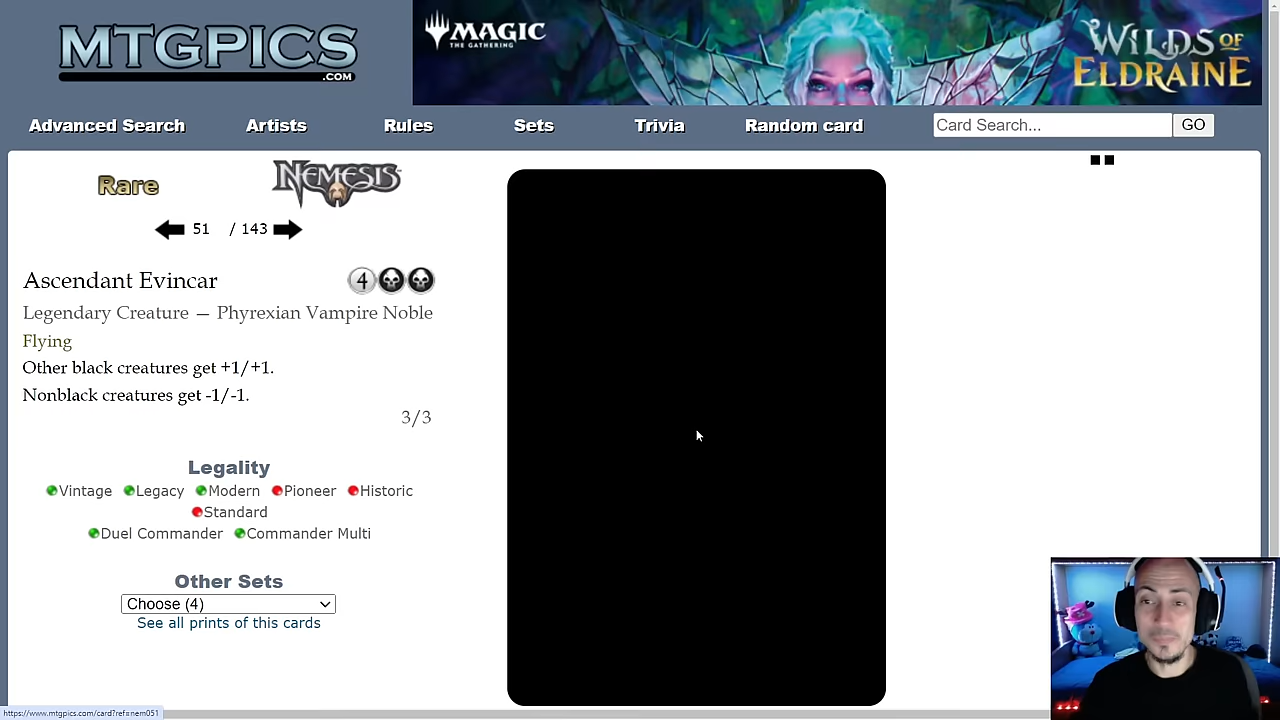 MTGPICS
.COM
MAGIC
THE GATHERING
WILDS OF
ELDRAINE
Advanced Search Artists Rules Sets Trivia Random card Card Search... GO
Rare NEMESIS
51 / 143
Ascendant Evincar 4
Legendary Creature — Phyrexian Vampire Noble
Flying
Other black creatures get +1/+1.
Nonblack creatures get -1/-1.
3/3
Legality
Vintage Legacy Modern Pioneer Historic
Standard
Duel Commander Commander Multi
Other Sets
Choose (4)
See all prints of this cards
https://www.mtgpics.com/card?ref=nem051